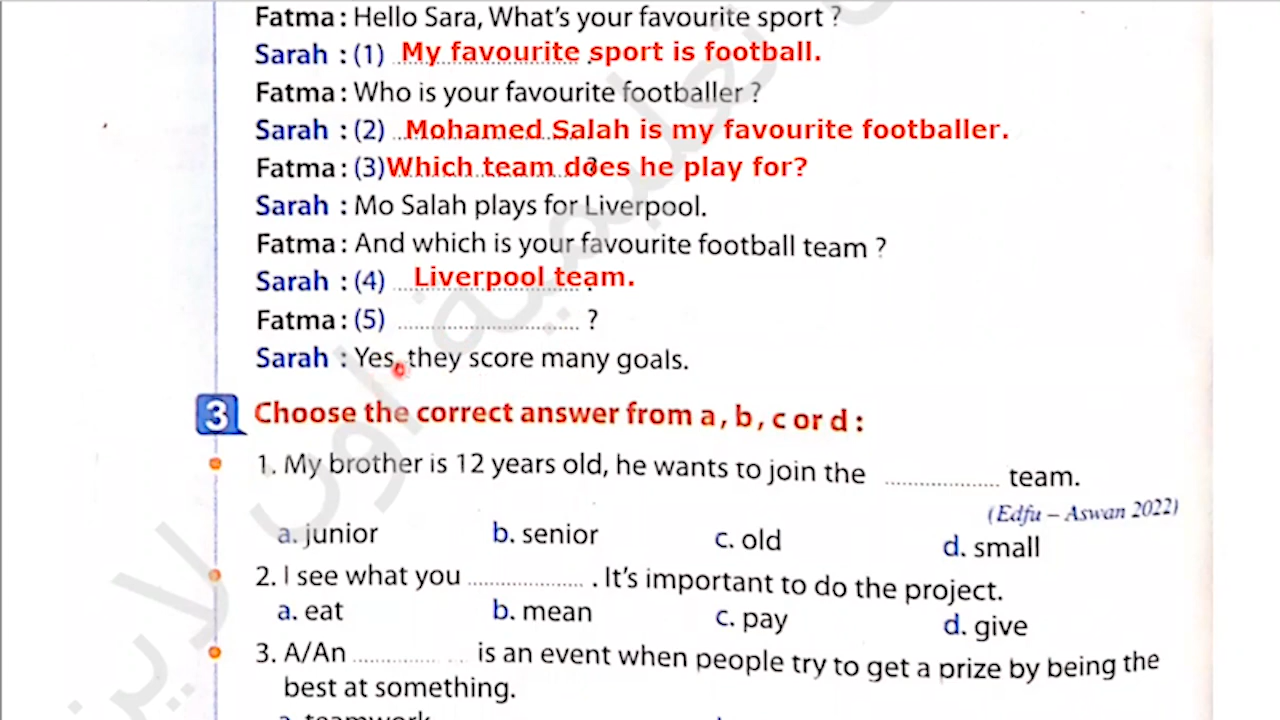 Fatma : Hello Sara, What's your favourite sport ?
Sarah : (1) My favourite sport is football.
Fatma : Who is your favourite footballer ?
Sarah : (2) Mohamed Salah is my favourite footballer.
Fatma : (3) Which team does he play for?
Sarah : Mo Salah plays for Liverpool.
Fatma : And which is your favourite football team ?
Sarah : (4) Liverpool team.
Fatma : (5) .............................. ?
Sarah : Yes, they score many goals.
3 Choose the correct answer from a, b, c or d :
1. My brother is 12 years old, he wants to join the .................... team.
(Edfu – Aswan 2022)
a. junior b. senior c. old d. small
2. I see what you .................... . It's important to do the project.
a. eat b. mean c. pay d. give
3. A/An .................... is an event when people try to get a prize by being the
best at something.
a. teamwork
تعليمية اون لاين